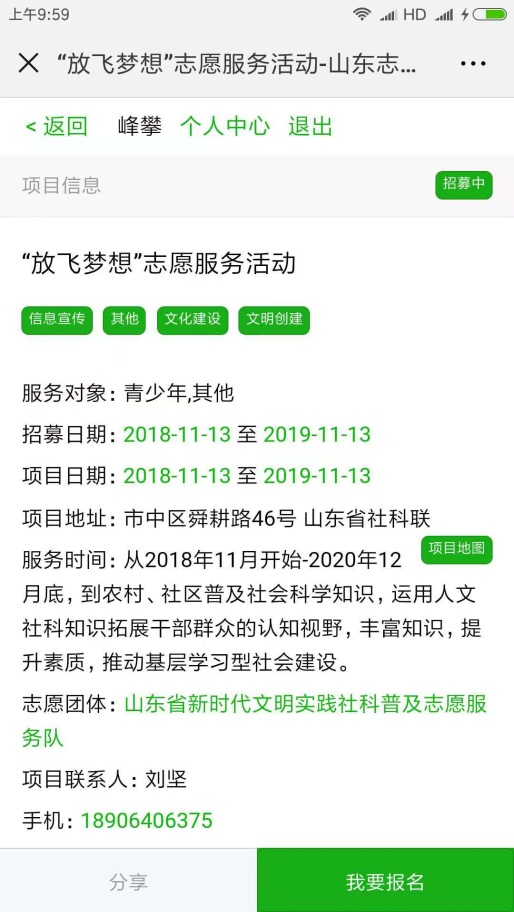 上午9:59 HD
“放飞梦想”志愿服务活动-山东志...
< 返回 峰攀 个人中心 退出
项目信息 招募中
“放飞梦想”志愿服务活动
信息宣传 其他 文化建设 文明创建
服务对象: 青少年,其他
招募日期: 2018-11-13 至 2019-11-13
项目日期: 2018-11-13 至 2019-11-13
项目地址: 市中区舜耕路46号 山东省社科联
项目地图
服务时间: 从2018年11月开始-2020年12
月底，到农村、社区普及社会科学知识，运用人文
社科知识拓展干部群众的认知视野，丰富知识，提
升素质，推动基层学习型社会建设。
志愿团体: 山东省新时代文明实践社科普及志愿服
务队
项目联系人: 刘坚
手机: 18906406375
分享 我要报名